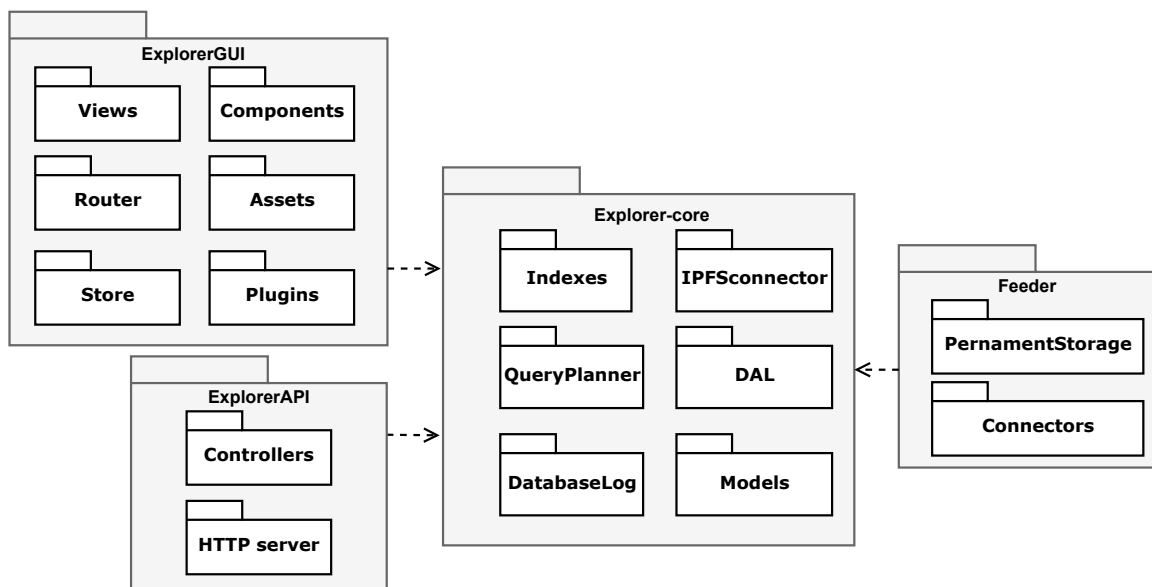 ExplorerGUI
Views
Components
Router
Assets
Store
Plugins
ExplorerAPI
Controllers
HTTP server
Explorer-core
Indexes
IPFSconnector
QueryPlanner
DAL
DatabaseLog
Models
Feeder
PernamentStorage
Connectors